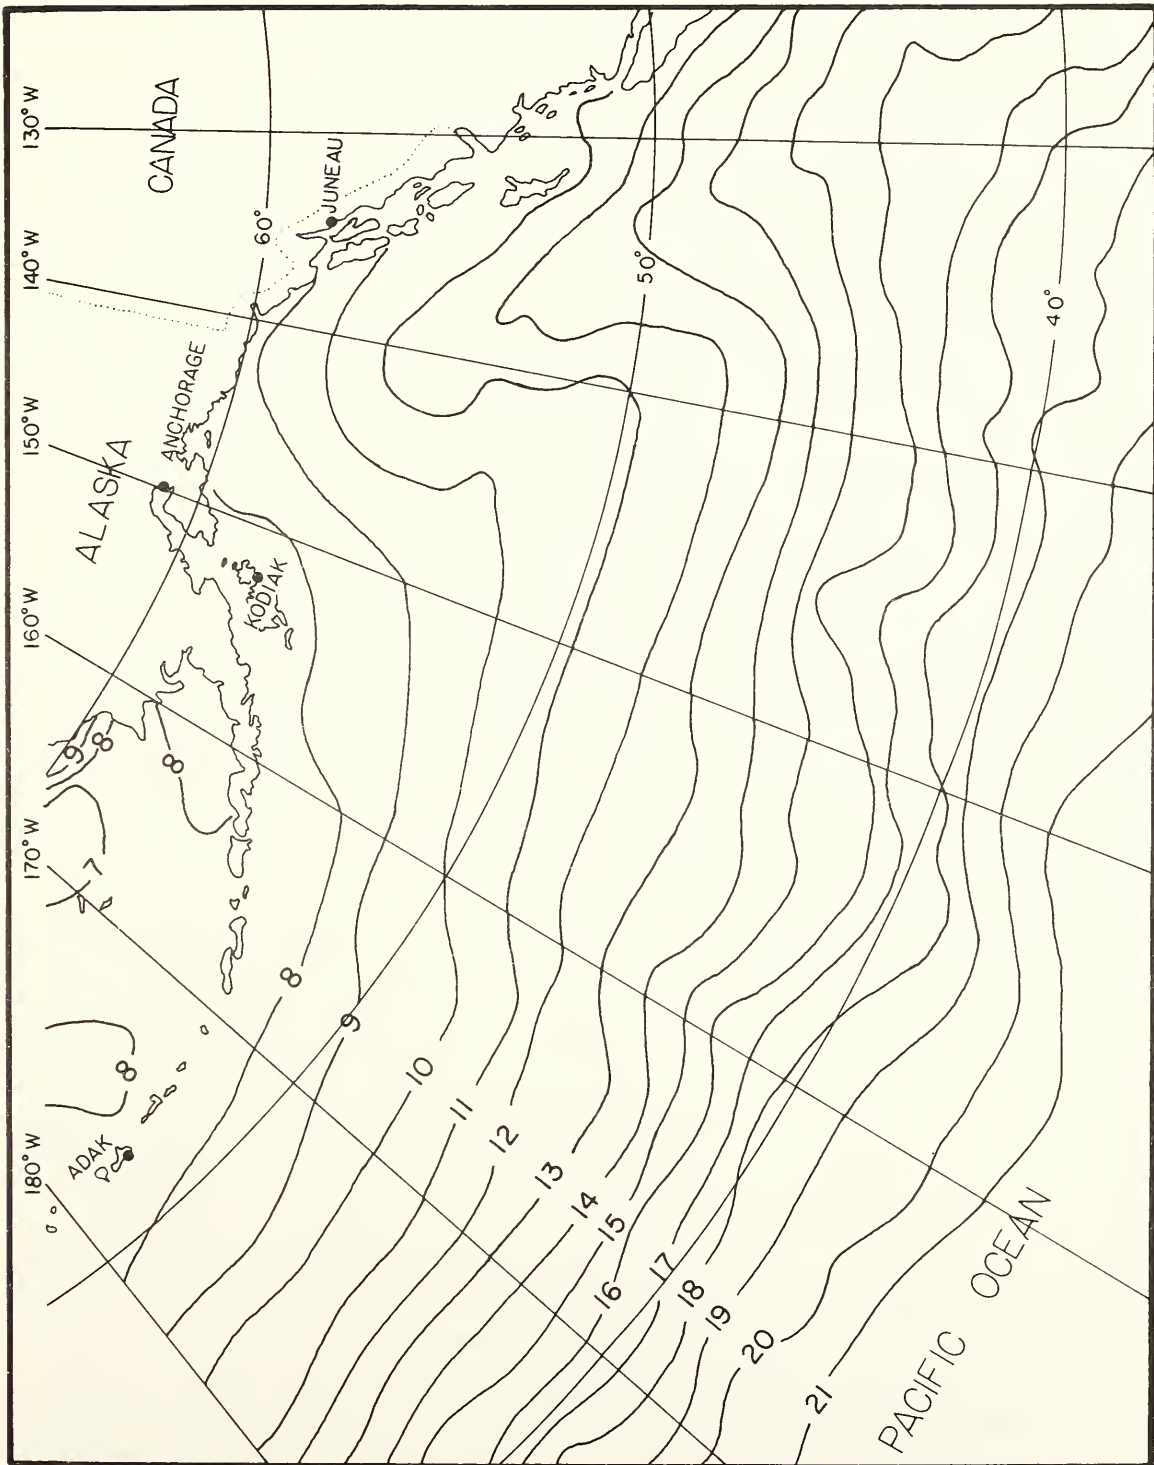 180°W
170°W
160°W
150°W
140°W
130°W
CANADA
ALASKA
ANCHORAGE
JUNEAU
KODIAK
ADAK
60°
50°
40°
9
8
8
7
8
8
9
10
11
12
13
14
15
16
17
18
19
20
21
PACIFIC OCEAN